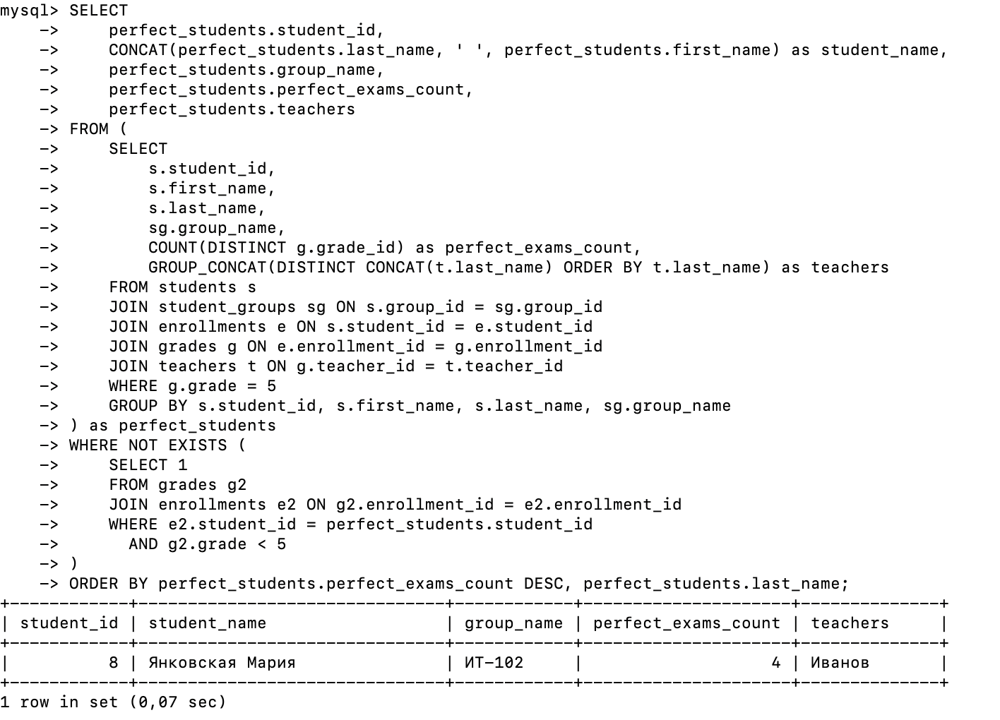 mysql> SELECT
    ->     perfect_students.student_id,
    ->     CONCAT(perfect_students.last_name, ' ', perfect_students.first_name) as student_name,
    ->     perfect_students.group_name,
    ->     perfect_students.perfect_exams_count,
    ->     perfect_students.teachers
    -> FROM (
    ->     SELECT
    ->         s.student_id,
    ->         s.first_name,
    ->         s.last_name,
    ->         sg.group_name,
    ->         COUNT(DISTINCT g.grade_id) as perfect_exams_count,
    ->         GROUP_CONCAT(DISTINCT CONCAT(t.last_name) ORDER BY t.last_name) as teachers
    ->     FROM students s
    ->     JOIN student_groups sg ON s.group_id = sg.group_id
    ->     JOIN enrollments e ON s.student_id = e.student_id
    ->     JOIN grades g ON e.enrollment_id = g.enrollment_id
    ->     JOIN teachers t ON g.teacher_id = t.teacher_id
    ->     WHERE g.grade = 5
    ->     GROUP BY s.student_id, s.first_name, s.last_name, sg.group_name
    -> ) as perfect_students
    -> WHERE NOT EXISTS (
    ->     SELECT 1
    ->     FROM grades g2
    ->     JOIN enrollments e2 ON g2.enrollment_id = e2.enrollment_id
    ->     WHERE e2.student_id = perfect_students.student_id
    ->       AND g2.grade < 5
    -> )
    -> ORDER BY perfect_students.perfect_exams_count DESC, perfect_students.last_name;
+------------+-------------------------------+------------+---------------------+--------------+
| student_id | student_name                  | group_name | perfect_exams_count | teachers     |
+------------+-------------------------------+------------+---------------------+--------------+
|          8 | Янковская Мария               | ИТ-102     |                   4 | Иванов       |
+------------+-------------------------------+------------+---------------------+--------------+
1 row in set (0,07 sec)